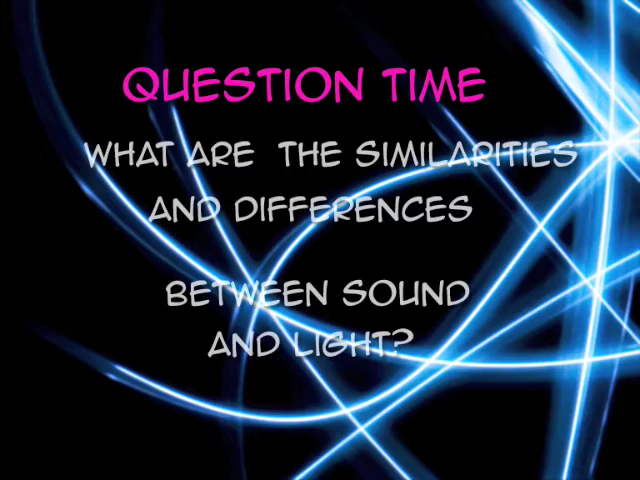 QUESTION TIME
WHAT ARE THE SIMILARITIES
AND DIFFERENCES
BETWEEN SOUND
AND LIGHT?